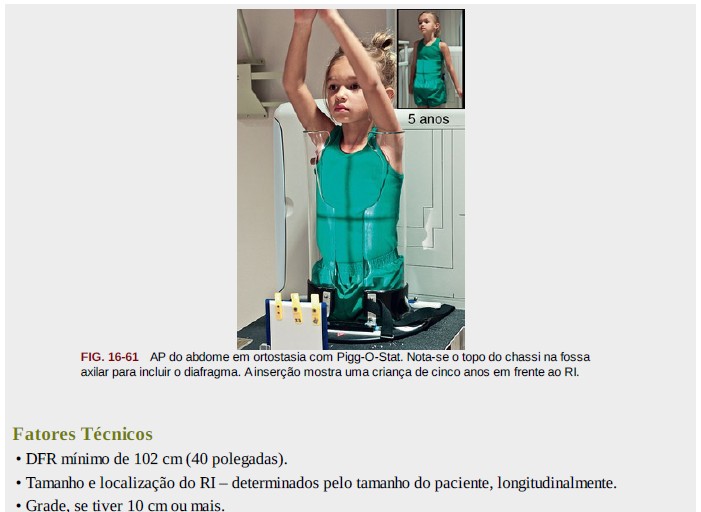 5 anos
FIG. 16-61 AP do abdome em ortostasia com Pigg-O-Stat. Nota-se o topo do chassi na fossa
axilar para incluir o diafragma. A inserção mostra uma criança de cinco anos em frente ao RI.
Fatores Técnicos
• DFR mínimo de 102 cm (40 polegadas).
• Tamanho e localização do RI – determinados pelo tamanho do paciente, longitudinalmente.
• Grade, se tiver 10 cm ou mais.